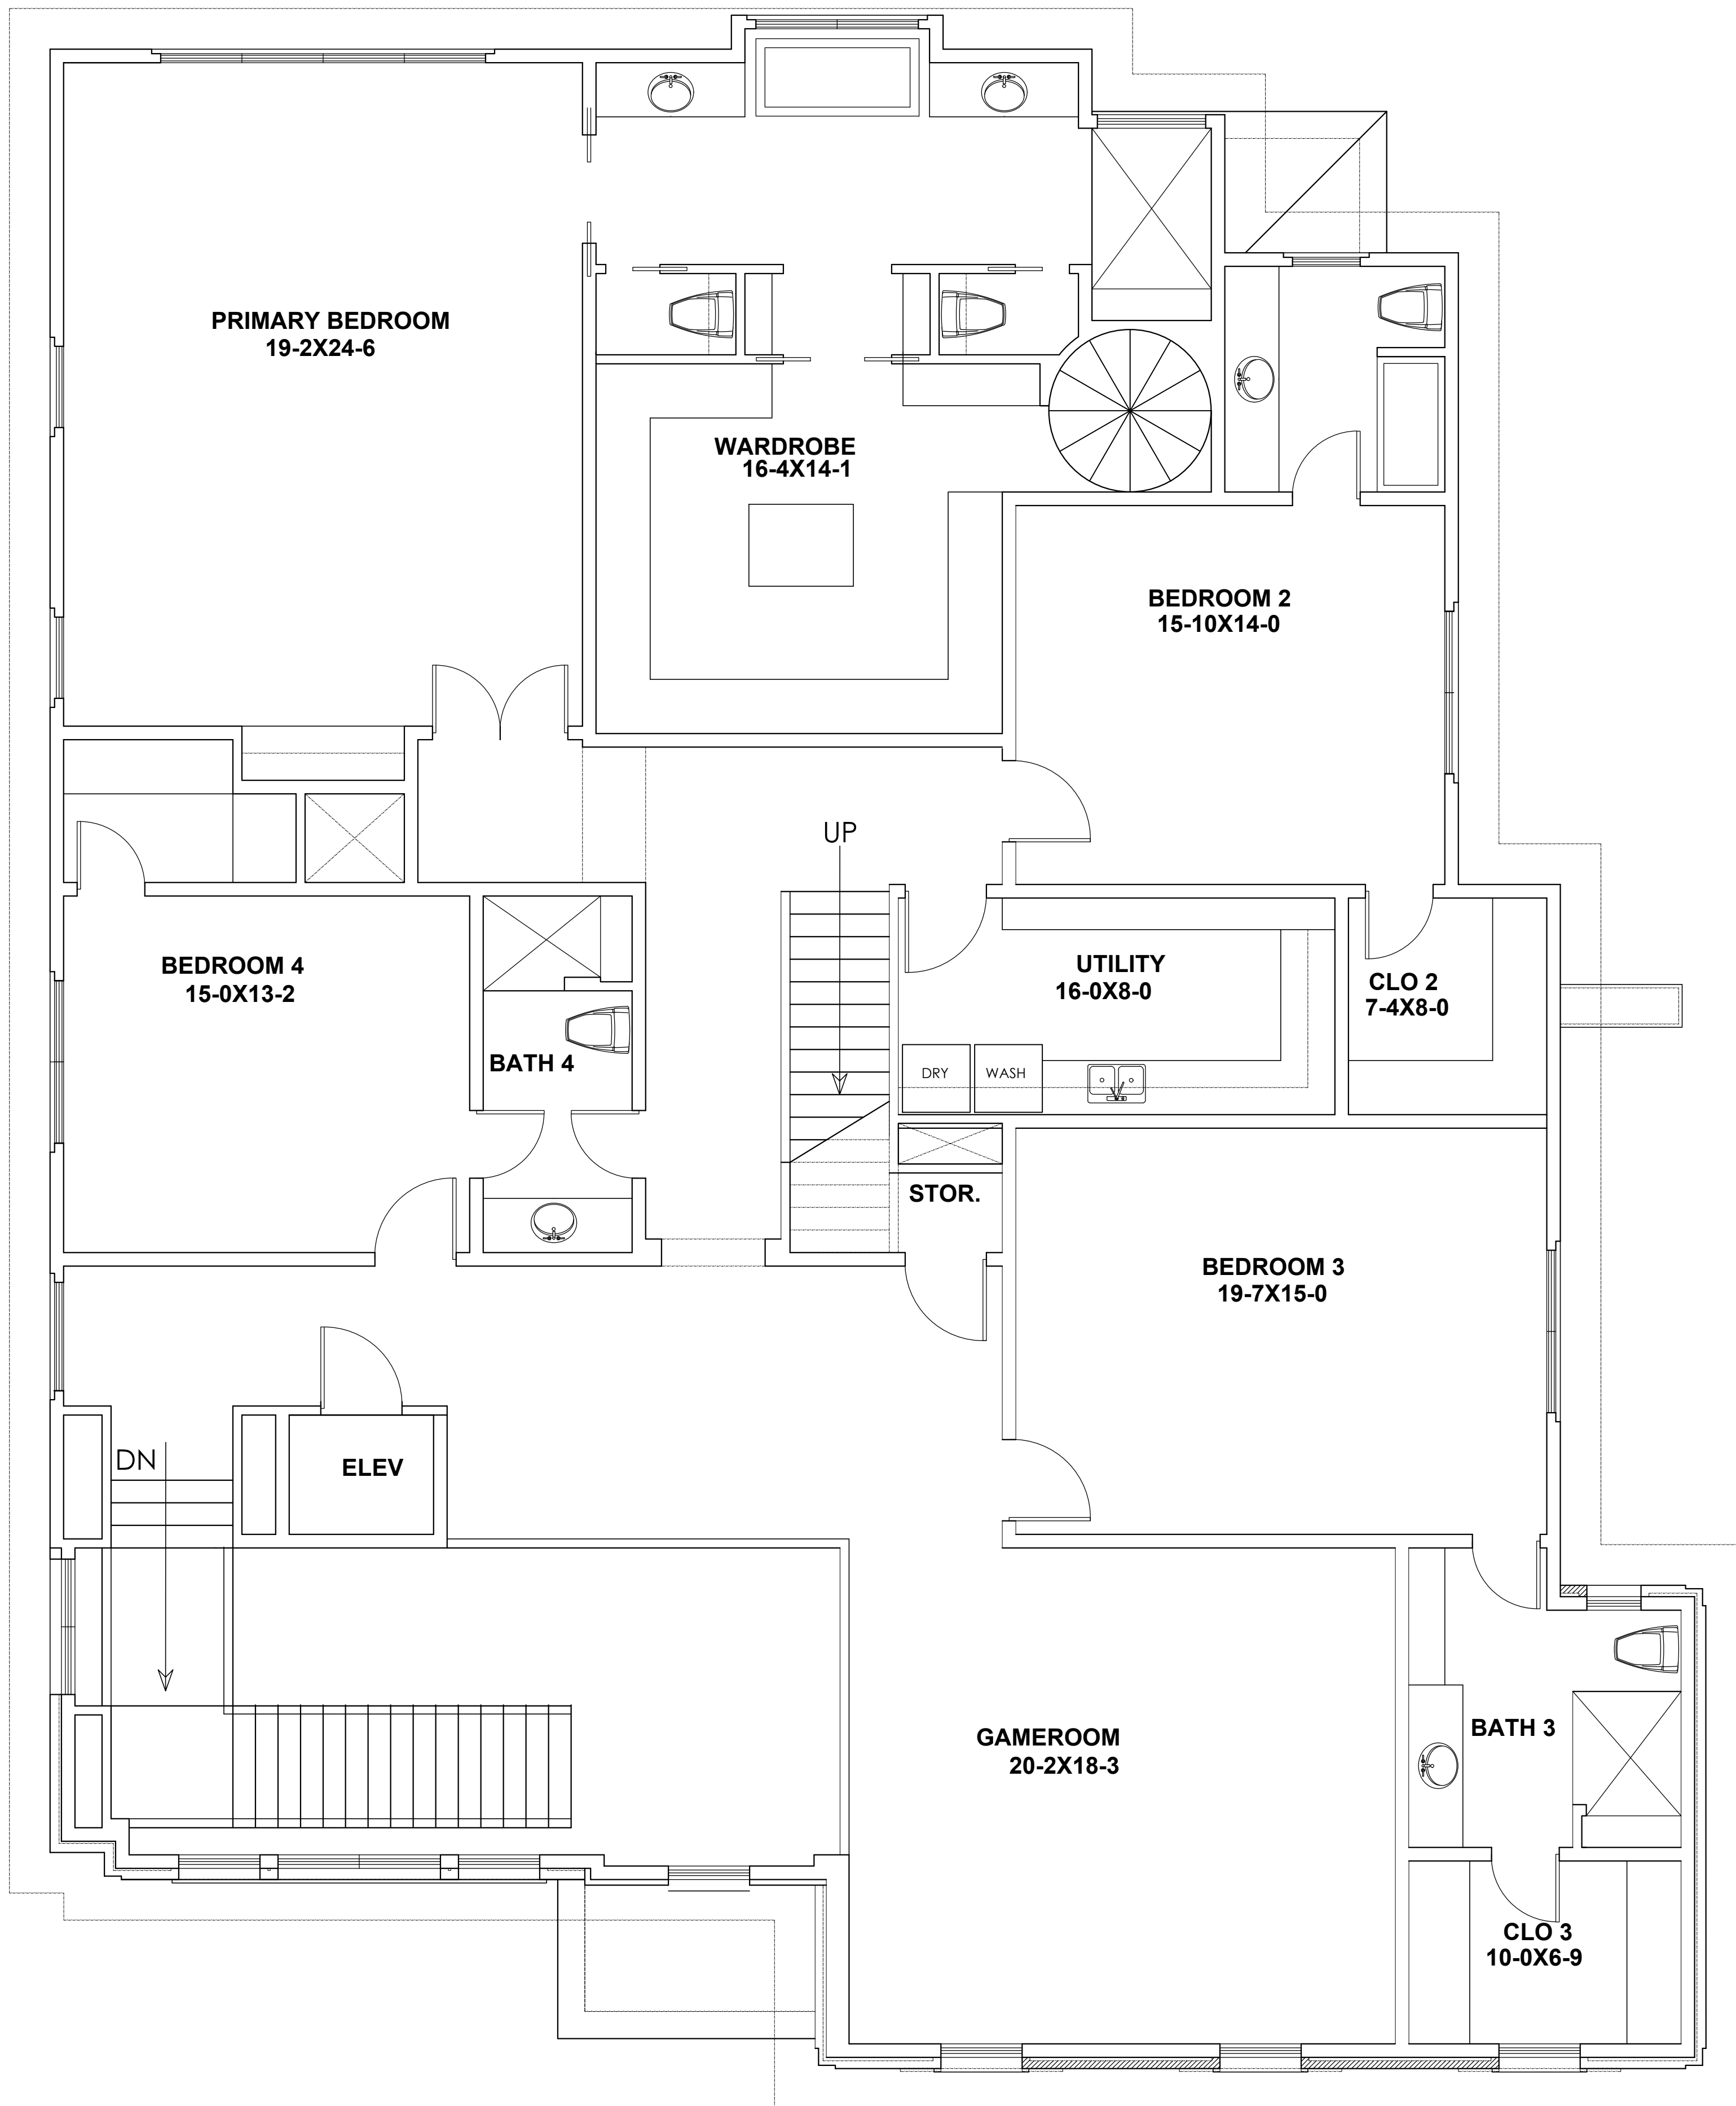 PRIMARY BEDROOM
19-2X24-6
WARDROBE
16-4X14-1
BEDROOM 2
15-10X14-0
UP
BEDROOM 4
15-0X13-2
UTILITY
16-0X8-0
CLO 2
7-4X8-0
BATH 4
DRY
WASH
STOR.
BEDROOM 3
19-7X15-0
DN
ELEV
GAMEROOM
20-2X18-3
BATH 3
CLO 3
10-0X6-9